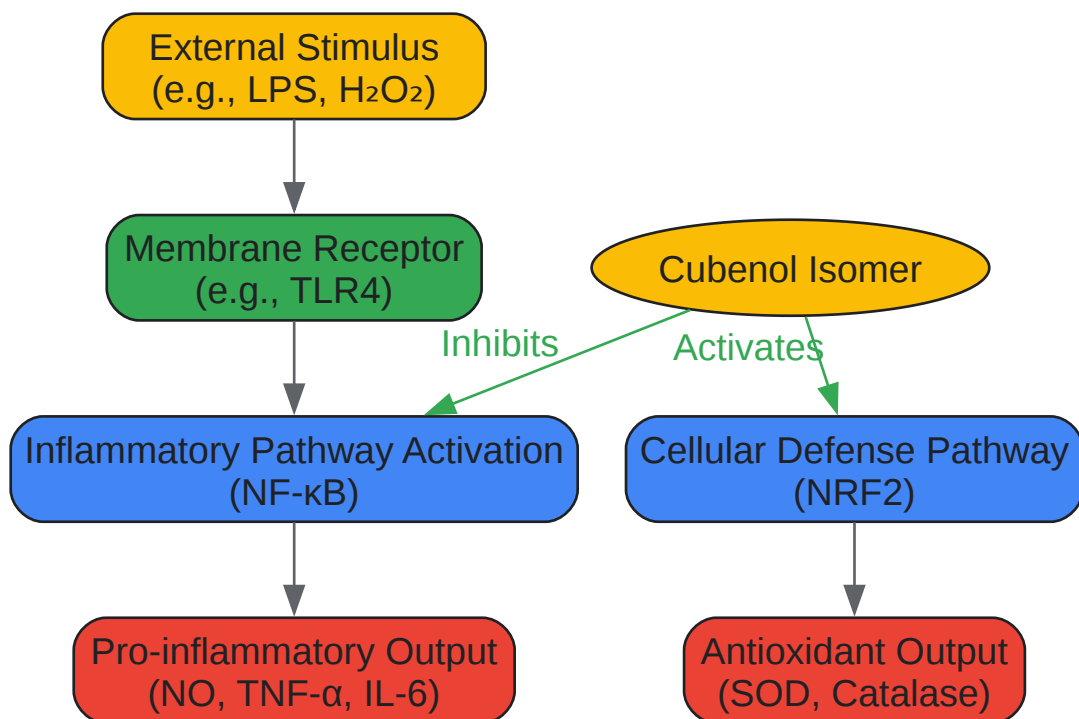 External Stimulus
(e.g., LPS, H₂O₂)
Membrane Receptor
(e.g., TLR4)
Cubenol Isomer
Inhibits
Activates
Inflammatory Pathway Activation
(NF-κB)
Cellular Defense Pathway
(NRF2)
Pro-inflammatory Output
(NO, TNF-α, IL-6)
Antioxidant Output
(SOD, Catalase)